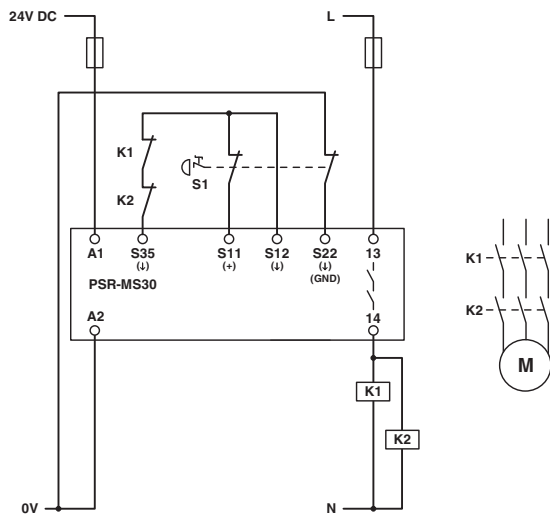 24V DC
L
K1
S1
K2
A1
S35
(↓)
S11
(+)
S12
(↓)
S22
(↓)
(GND)
13
PSR-MS30
A2
14
K1
K2
K1
K2
M
0V
N